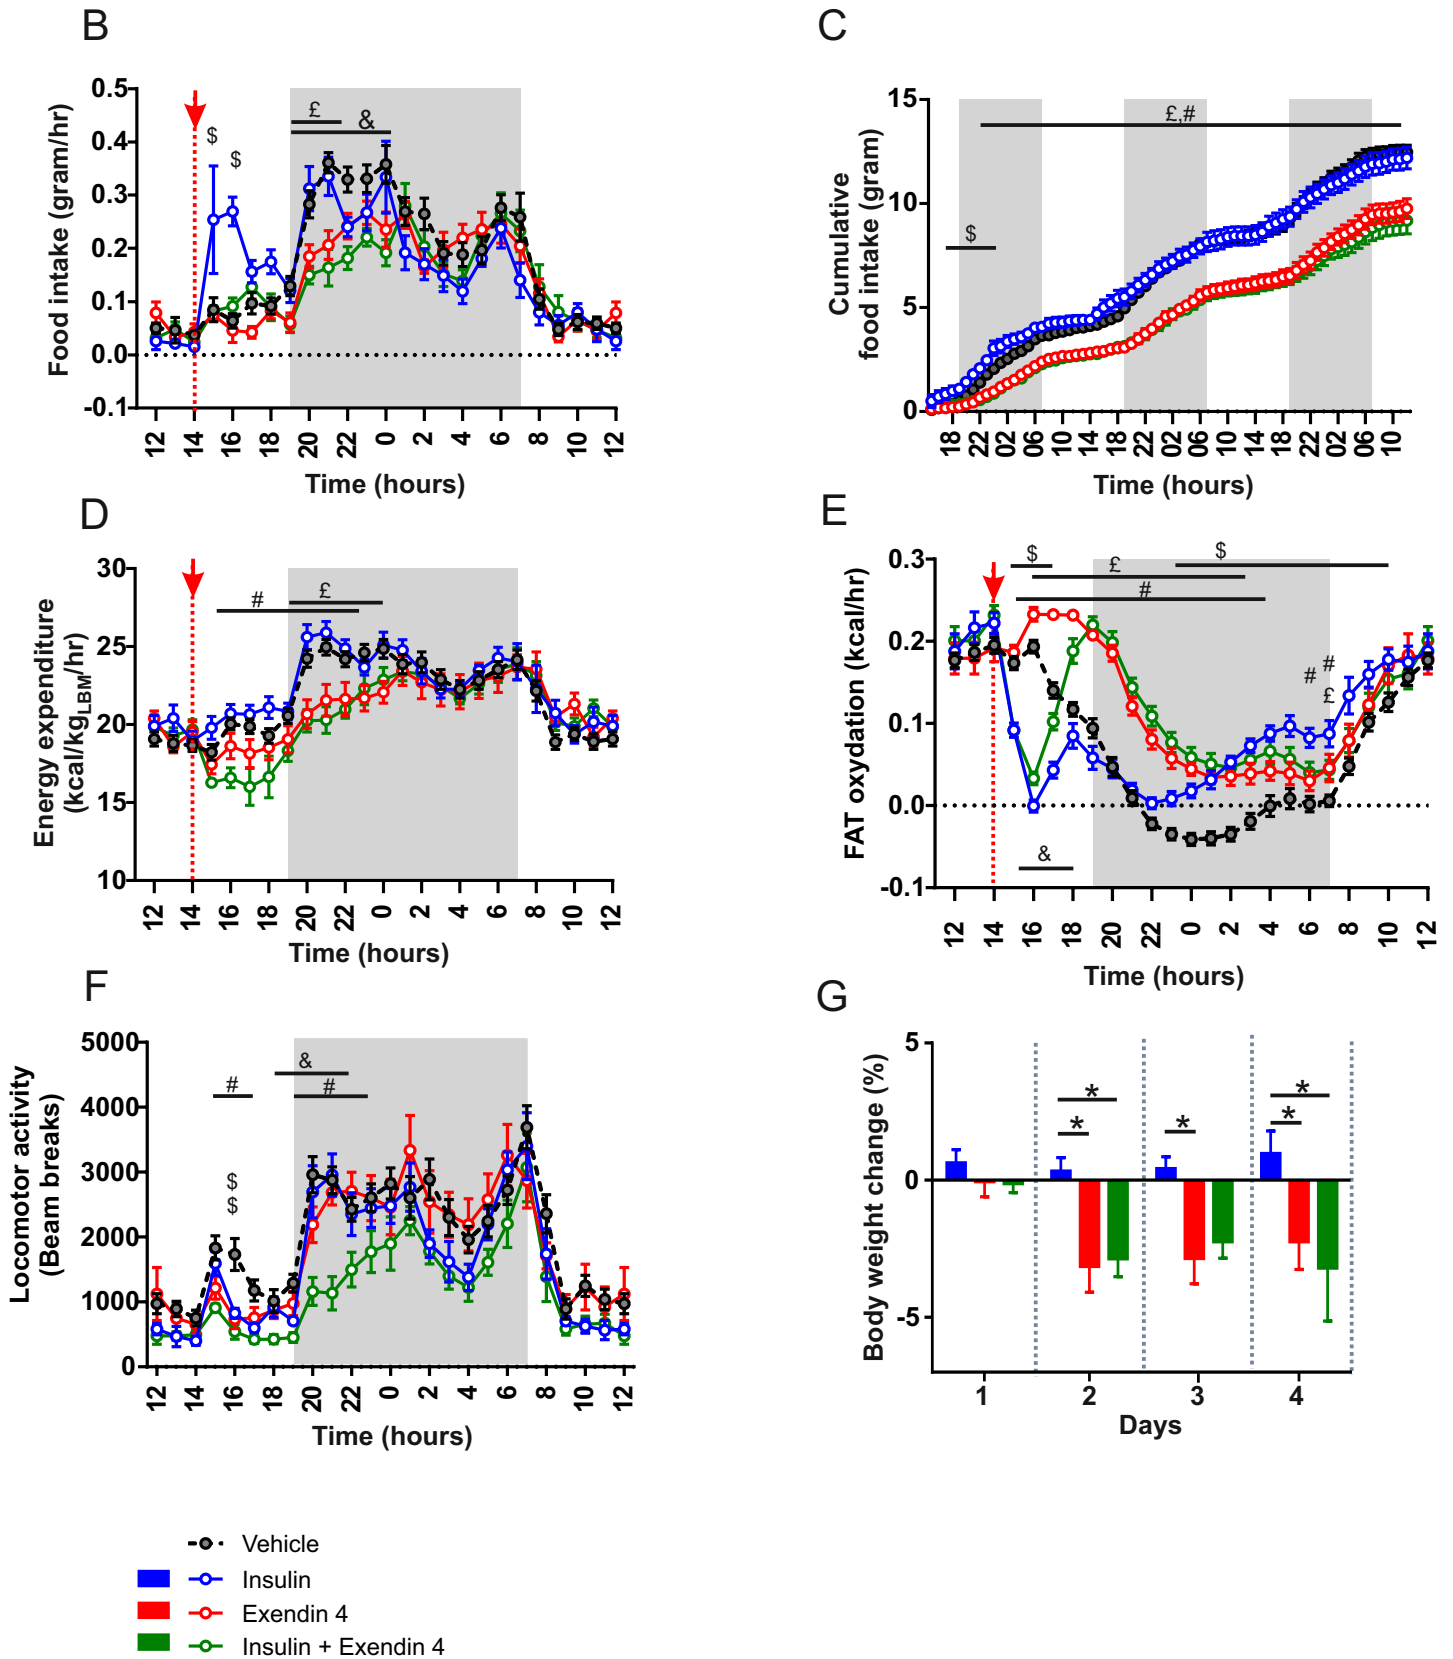 B
Food intake (gram/hr)
0.5
0.4
0.3
0.2
0.1
0.0
-0.1
$
$
£
&
12 14 16 18 20 22 0 2 4 6 8 10 12
Time (hours)
C
Cumulative
food intake (gram)
15
10
5
0
£,#
$
18 22 02 06 10 14 18 22 02 06 10 14 18 22 02 06 10
Time (hours)
D
Energy expenditure
(kcal/kgLBM/hr)
30
25
20
15
10
#
£
12 14 16 18 20 22 0 2 4 6 8 10 12
Time (hours)
E
FAT oxydation (kcal/hr)
0.3
0.2
0.1
0.0
-0.1
$
$
£
#
#
#
£
&
12 14 16 18 20 22 0 2 4 6 8 10 12
Time (hours)
F
Locomotor activity
(Beam breaks)
5000
4000
3000
2000
1000
0
&
#
#
$
$
12 14 16 18 20 22 0 2 4 6 8 10 12
Time (hours)
G
Body weight change (%)
5
0
-5
*
*
*
*
*
1 2 3 4
Days
Vehicle
Insulin
Exendin 4
Insulin + Exendin 4